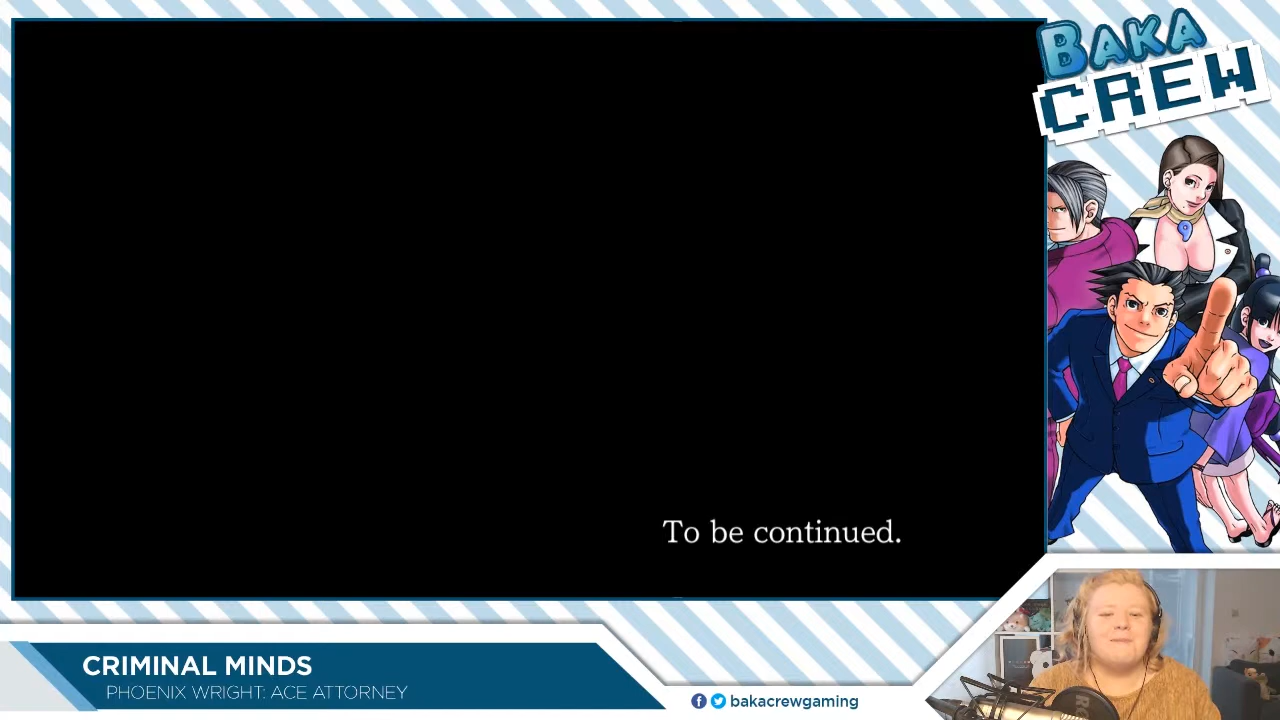 BAKA
CREW
To be continued.
CRIMINAL MINDS
PHOENIX WRIGHT: ACE ATTORNEY
bakacrewgaming